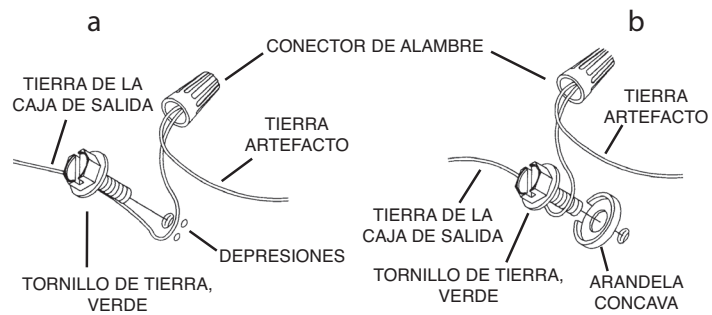 a
b
CONECTOR DE ALAMBRE
TIERRA DE LA
CAJA DE SALIDA
TIERRA
ARTEFACTO
DEPRESIONES
TORNILLO DE TIERRA,
VERDE
TIERRA
ARTEFACTO
TIERRA DE LA
CAJA DE SALIDA
TORNILLO DE TIERRA,
VERDE
ARANDELA
CONCAVA